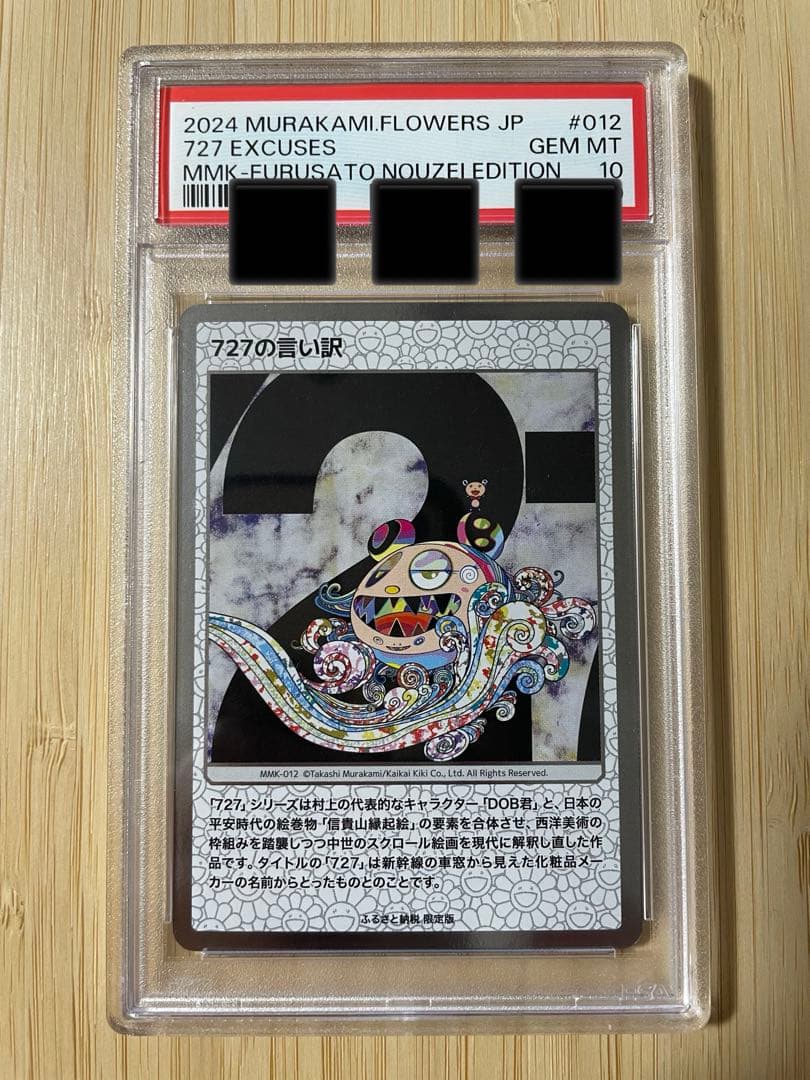 2024 MURAKAMI.FLOWERS JP #012
727 EXCUSES GEM MT
MMK-FURUSATO NOUZEI EDITION 10
727の言い訳
MMK-012 ©Takashi Murakami/Kaikai Kiki Co., Ltd. All Rights Reserved.
「727」シリーズは村上の代表的なキャラクター「DOB君」と、日本の
平安時代の絵巻物「信貴山縁起絵」の要素を合体させ、西洋美術の
枠組みを踏襲しつつ中世のスクロール絵画を現代に解釈し直した作
品です。タイトルの「727」は新幹線の車窓から見えた化粧品メー
カーの名前からとったものとのことです。
ふるさと納税 限定版